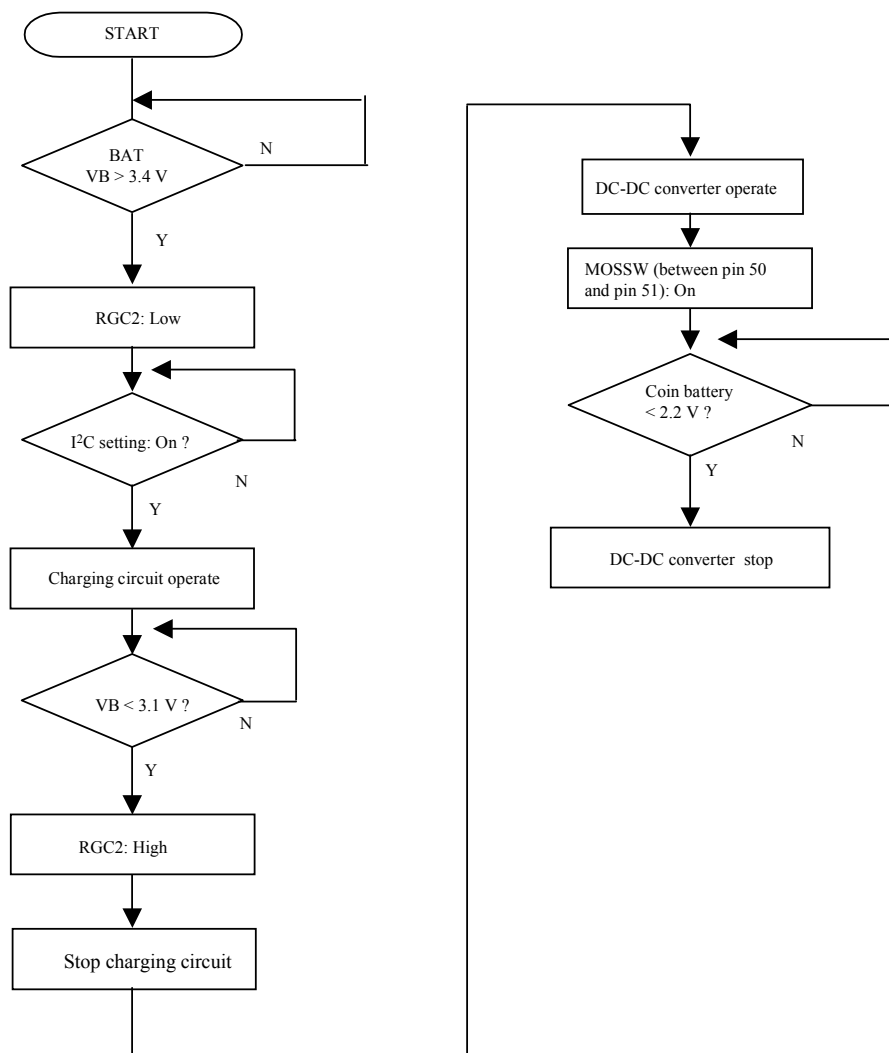 START
BAT
VB > 3.4 V
N
Y
RGC2: Low
I²C setting: On ?
N
Y
Charging circuit operate
VB < 3.1 V ?
N
Y
RGC2: High
Stop charging circuit
DC-DC converter operate
MOSSW (between pin 50
and pin 51): On
Coin battery
< 2.2 V ?
N
Y
DC-DC converter stop